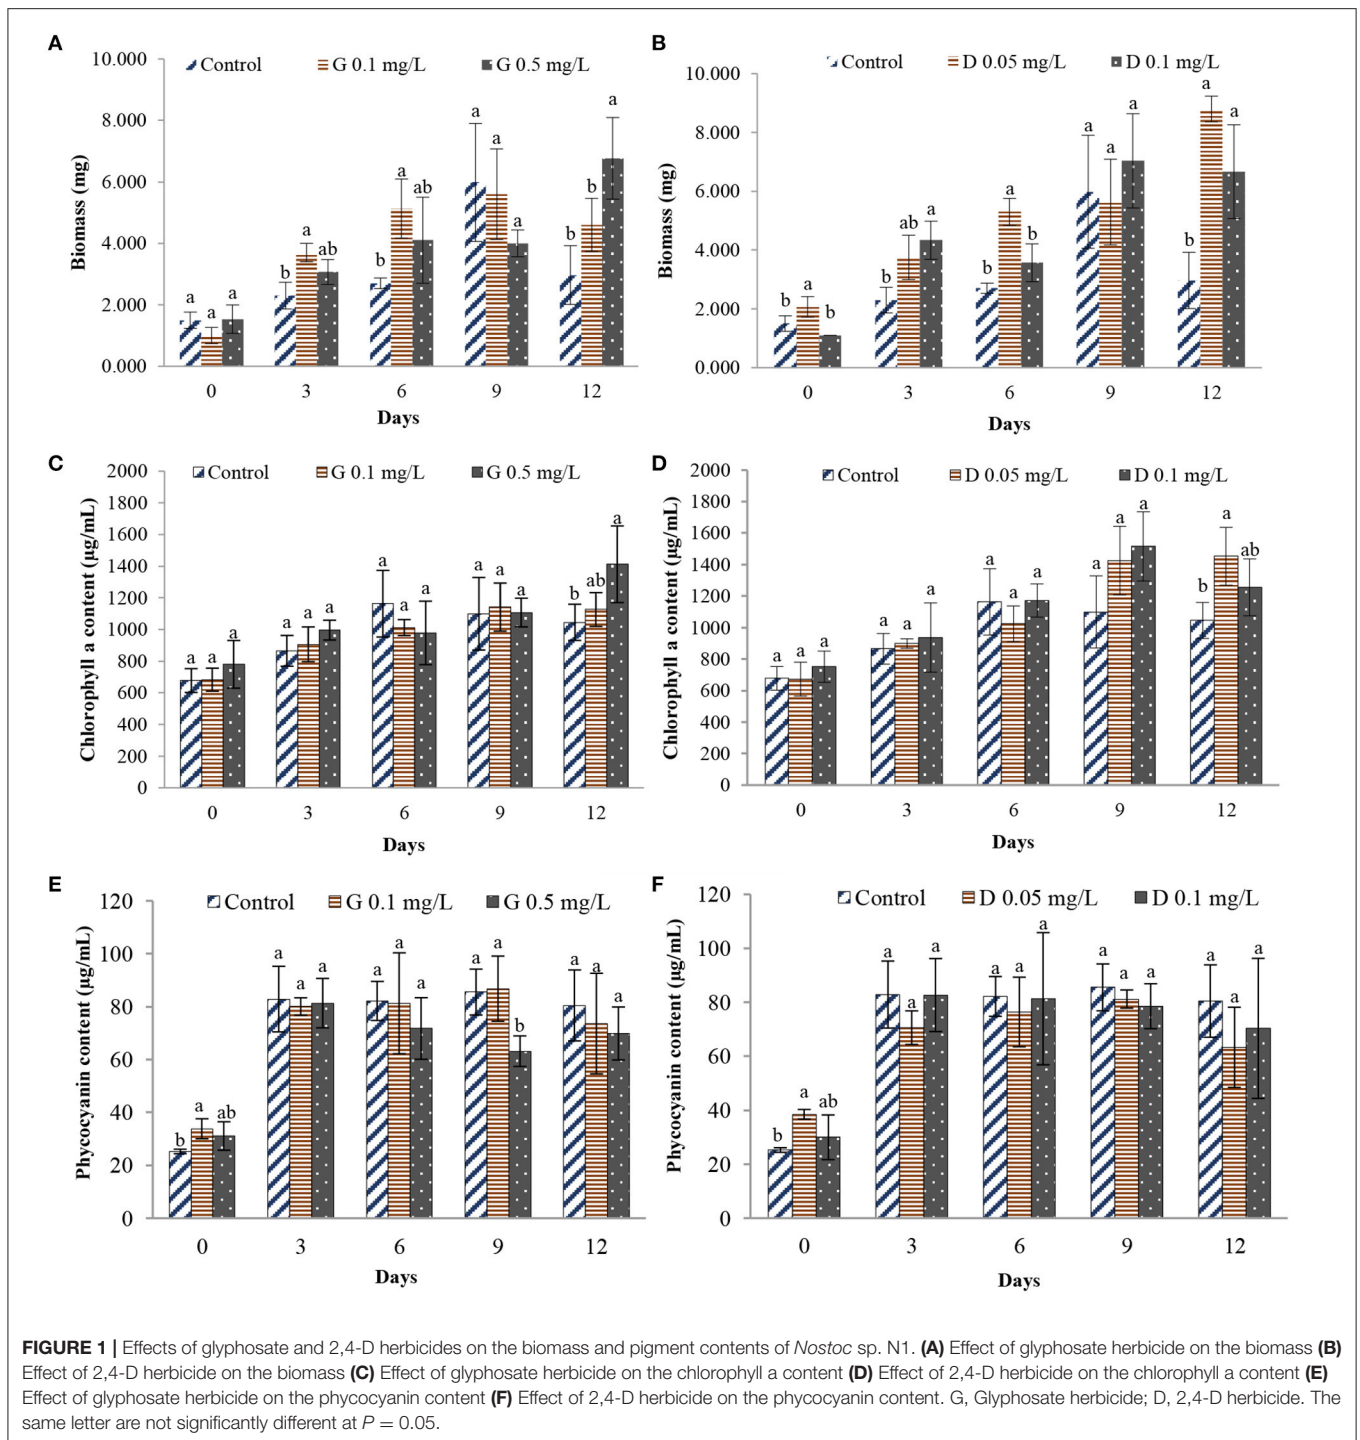 A
10.000
8.000
6.000
4.000
2.000
0.000
Biomass (mg)
Control G 0.1 mg/L G 0.5 mg/L
a a a
b a ab
b a ab
a a a
b b a
0 3 6 9 12
Days
B
10.000
8.000
6.000
4.000
2.000
0.000
Biomass (mg)
Control D 0.05 mg/L D 0.1 mg/L
b a b
b ab a
b a b
a a a
b a a
0 3 6 9 12
Days
C
2000
1800
1600
1400
1200
1000
800
600
400
200
0
Chlorophyll a content (µg/mL)
Control G 0.1 mg/L G 0.5 mg/L
a a a
a a a
a a a
a a a
b ab a
0 3 6 9 12
Days
D
2000
1800
1600
1400
1200
1000
800
600
400
200
0
Chlorophyll a content (µg/mL)
Control D 0.05 mg/L D 0.1 mg/L
a a a
a a a
a a a
a a a
b a ab
0 3 6 9 12
Days
E
120
100
80
60
40
20
0
Phycocyanin content (µg/mL)
Control G 0.1 mg/L G 0.5 mg/L
b a ab
a a a
a a a
a a b
a a a
0 3 6 9 12
Days
F
120
100
80
60
40
20
0
Phycocyanin content (µg/mL)
Control D 0.05 mg/L D 0.1 mg/L
b a ab
a a a
a a a
a a a
a a a
0 3 6 9 12
Days
FIGURE 1 | Effects of glyphosate and 2,4-D herbicides on the biomass and pigment contents of Nostoc sp. N1. (A) Effect of glyphosate herbicide on the biomass (B)
Effect of 2,4-D herbicide on the biomass (C) Effect of glyphosate herbicide on the chlorophyll a content (D) Effect of 2,4-D herbicide on the chlorophyll a content (E)
Effect of glyphosate herbicide on the phycocyanin content (F) Effect of 2,4-D herbicide on the phycocyanin content. G, Glyphosate herbicide; D, 2,4-D herbicide. The
same letter are not significantly different at P = 0.05.